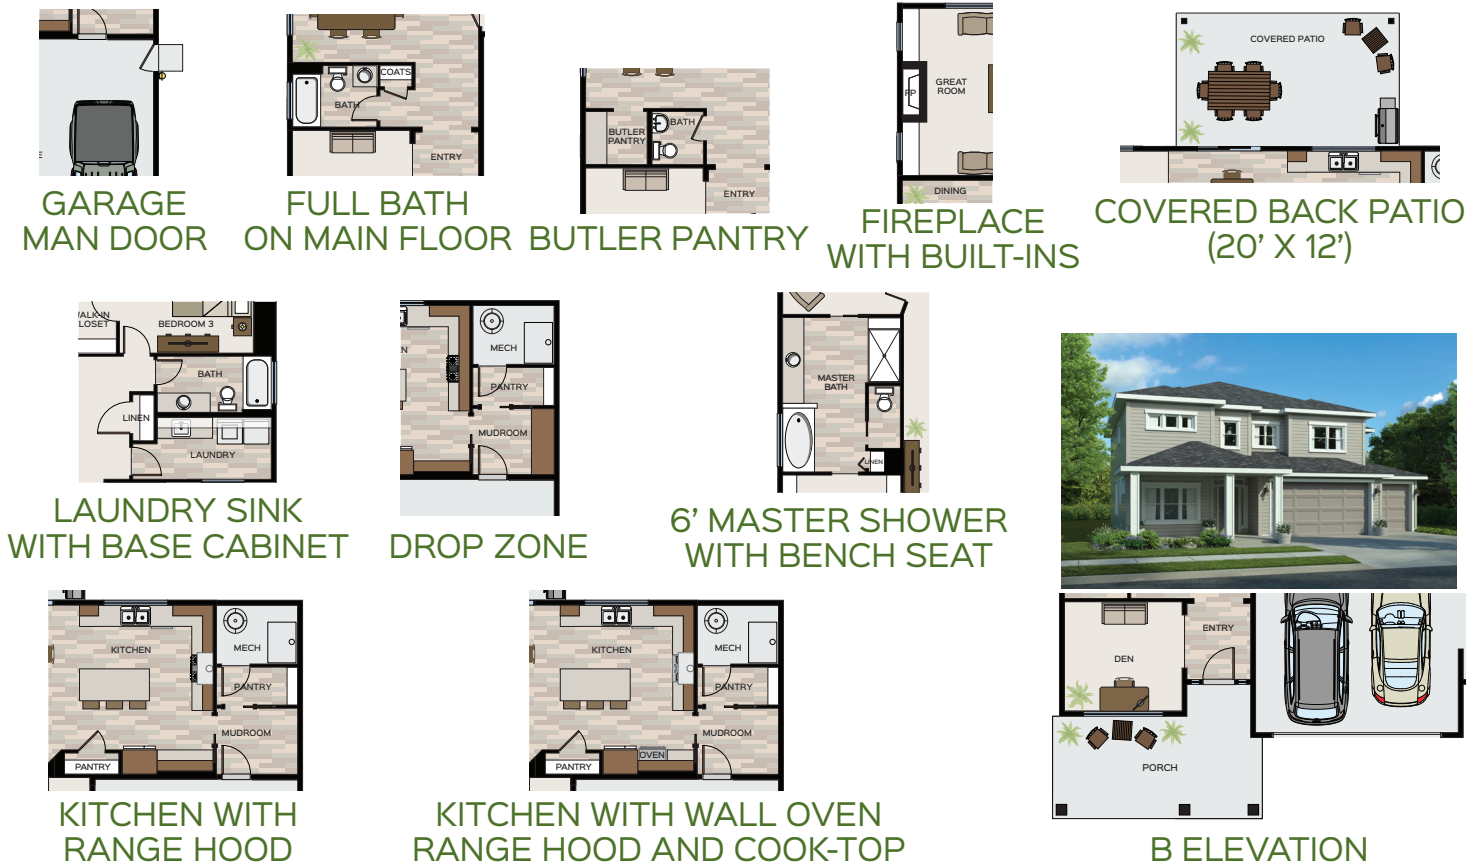 GARAGE
MAN DOOR
COATS
BATH
ENTRY
FULL BATH
ON MAIN FLOOR
BUTLER
PANTRY
BATH
ENTRY
BUTLER PANTRY
FP
GREAT
ROOM
DINING
FIREPLACE
WITH BUILT-INS
COVERED PATIO
COVERED BACK PATIO
(20' X 12')
ALK-IN
LOSET
BEDROOM 3
BATH
LINEN
LAUNDRY
LAUNDRY SINK
WITH BASE CABINET
N
MECH
PANTRY
MUDROOM
DROP ZONE
MASTER
BATH
LINEN
6' MASTER SHOWER
WITH BENCH SEAT
KITCHEN
MECH
PANTRY
MUDROOM
PANTRY
KITCHEN WITH
RANGE HOOD
KITCHEN
MECH
PANTRY
MUDROOM
OVEN
PANTRY
KITCHEN WITH WALL OVEN
RANGE HOOD AND COOK-TOP
ENTRY
DEN
PORCH
B ELEVATION